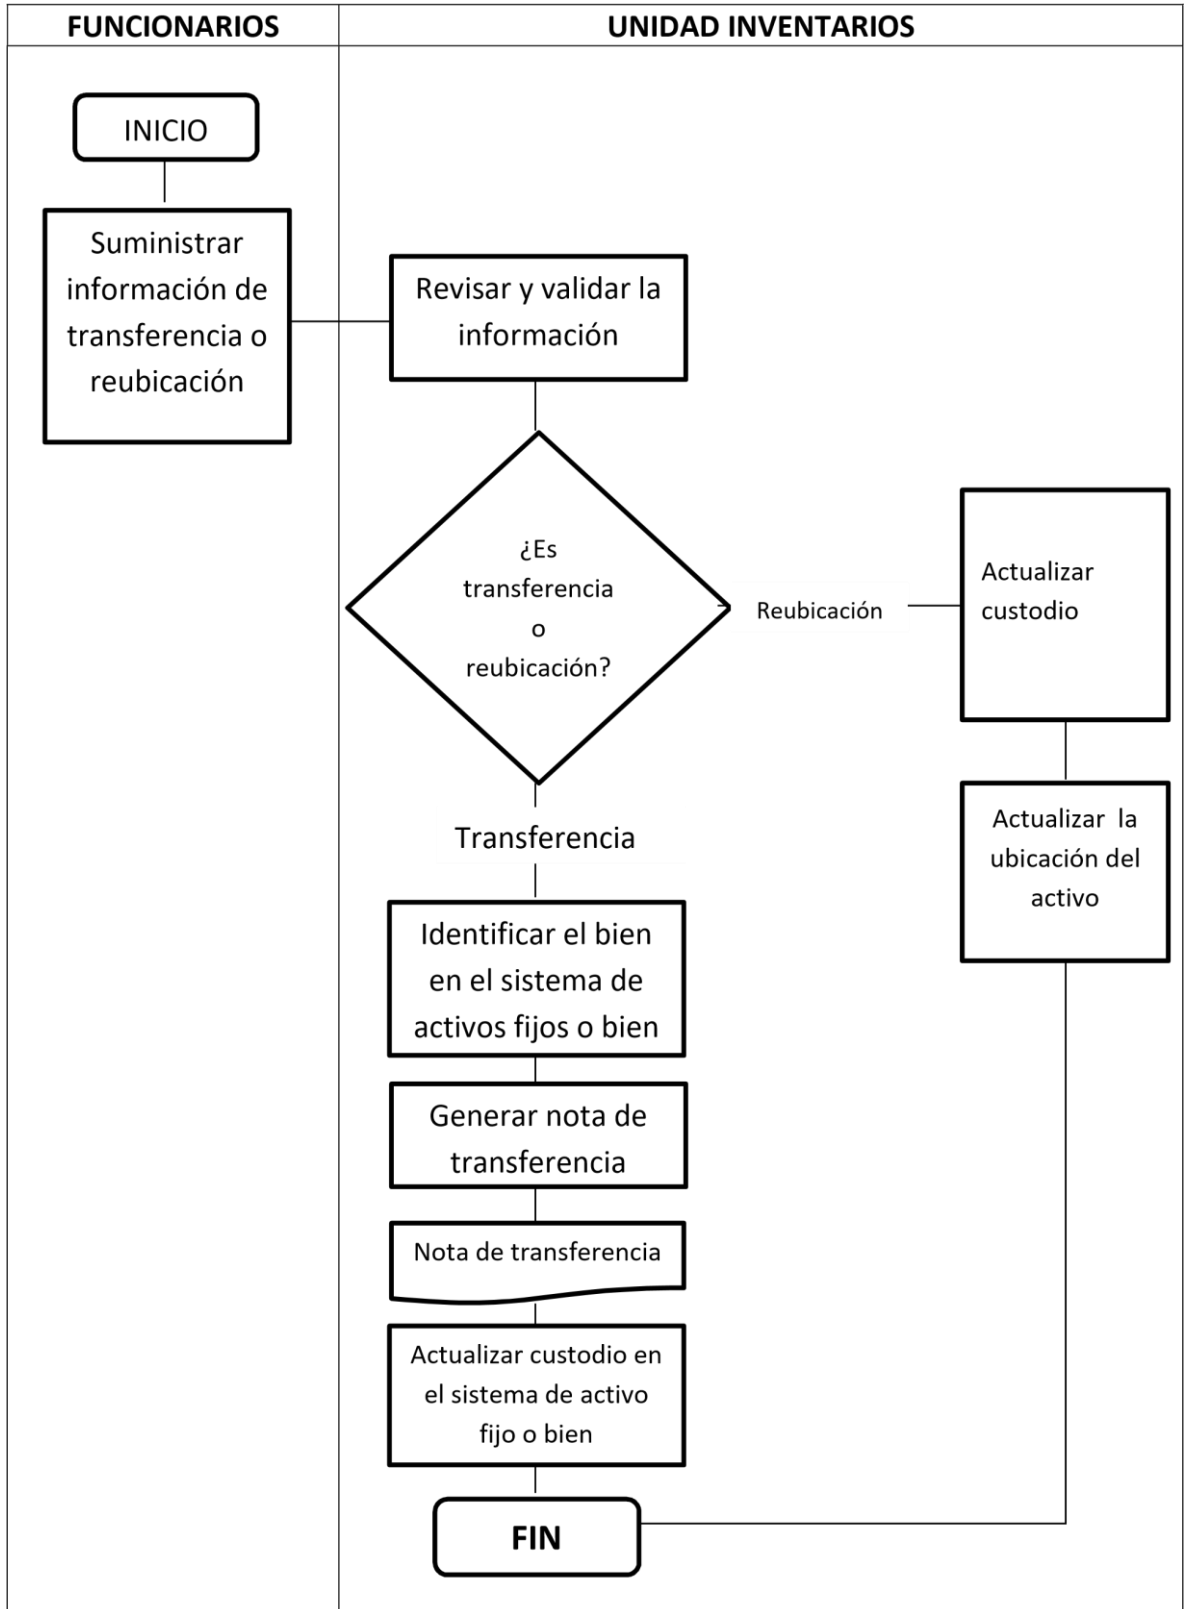 FUNCIONARIOS
UNIDAD INVENTARIOS
INICIO
Suministrar
información de
transferencia o
reubicación
Revisar y validar la
información
¿Es
transferencia
o
reubicación?
Reubicación
Actualizar
custodio
Actualizar  la
ubicación del
activo
Transferencia
Identificar el bien
en el sistema de
activos fijos o bien
Generar nota de
transferencia
Nota de transferencia
Actualizar custodio en
el sistema de activo
fijo o bien
FIN